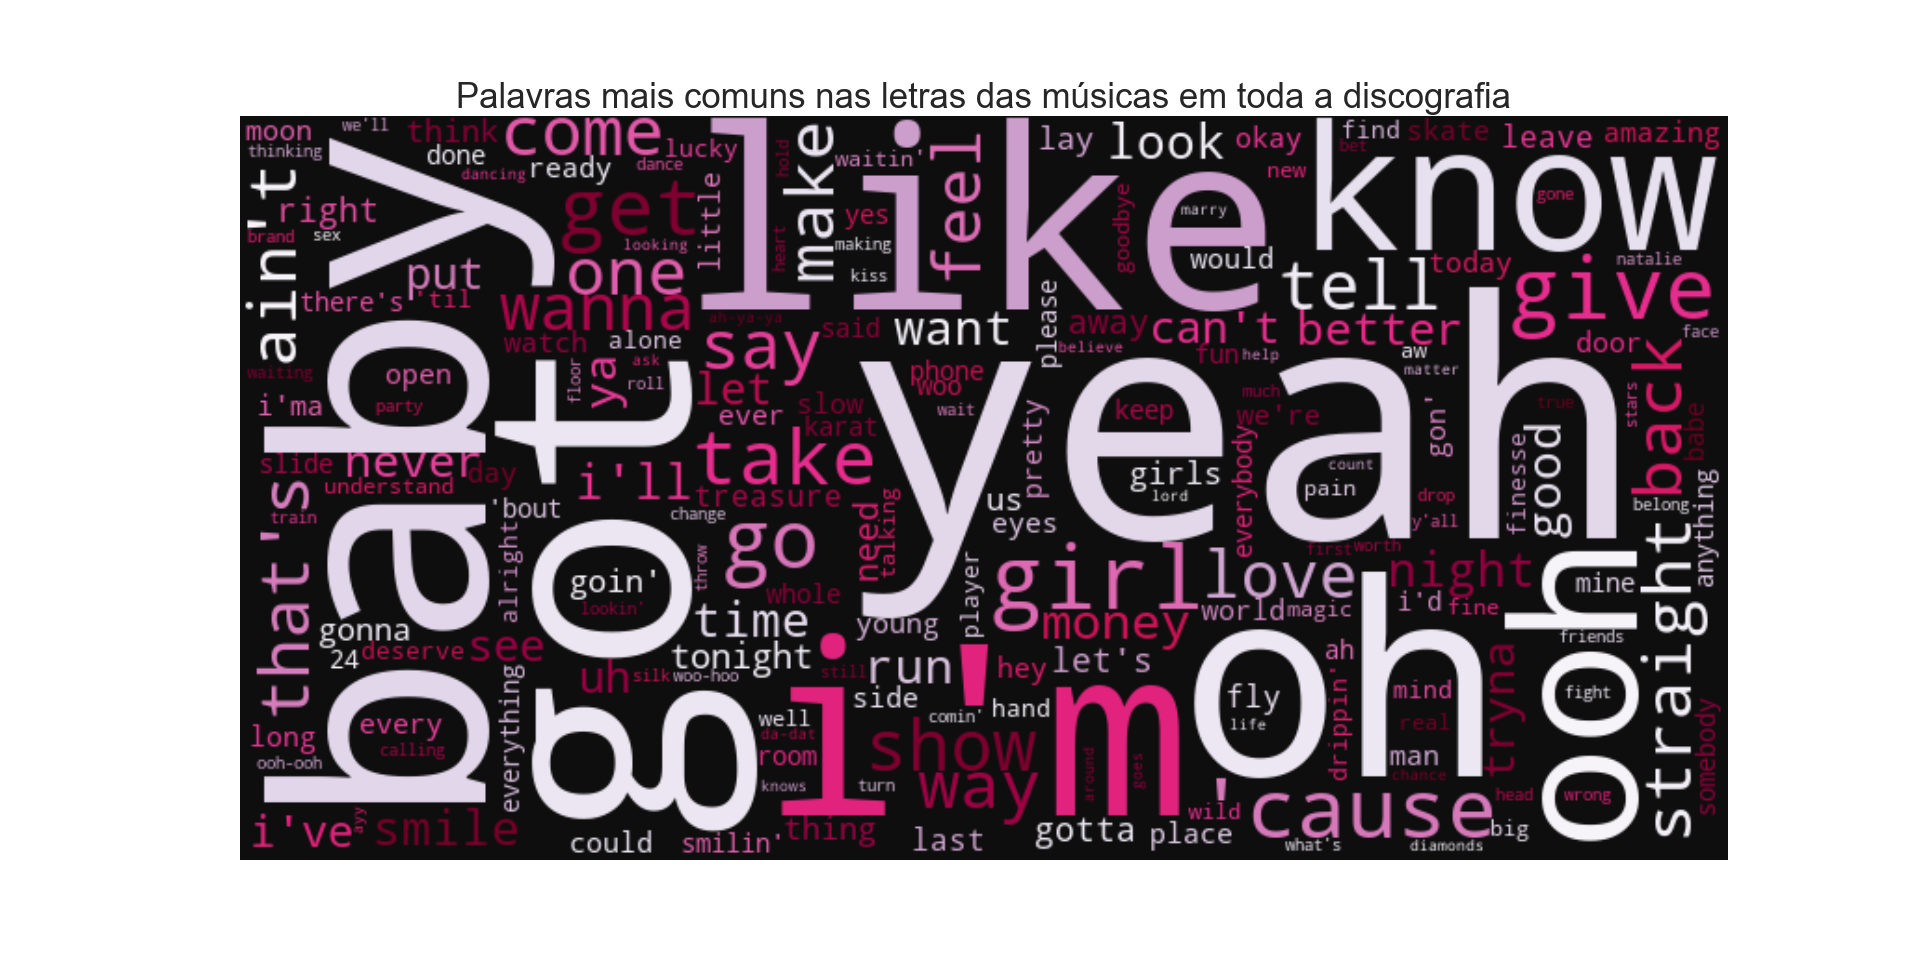 Palavras mais comuns nas letras das músicas em toda a discografia
moon
we'll
think
come
lucky
thinking
done
ready
dancing
dance
hold
like
make
waitin'
feel
lay
look
okay
new
know
find
bet
skate
leave
amazing
ain't
right
brand
sex
baby
get
looking
little
heart
yes
making
kiss
goodbye
marry
would
gone
put
one
there's
'til
wanna
tell
today
give
natalie
ah-ya-ya
said
want
please
away
can't
better
door
face
watch
alone
say
believe
fun
help
aw
matter
waiting
open
party
i'ma
floor
ya
ask
roll
let
ever
slow
karat
phone
woo
wait
yeah
pretty
keep
much
we're
gon'
true
stars
back
babe
slide
never
day
understand
got
i'll
take
treasure
us
eyes
girls
lord
everybody
count
pain
drop
y'all
finesse
good
belong
anything
that's
train
'bout
change
alright
go
need
talking
throw
goin'
lookin'
whole
player
girl
love
first
worth
night
ooh
mine
straight
gonna
24
deserve
see
time
young
money
world
magic
i'd
fine
friends
tonight
uh
silk
woo-hoo
still
run
hey
let's
oh
ah
every
calling
everything
i'm
side
comin'
hand
fly
life
drippin'
mind
real
tryna
fight
somebody
long
ooh-ooh
well
da-dat
room
show
way
man
chance
knows
turn
around
goes
'cause
wild
head
wrong
i've
ayy
smile
could
smilin'
thing
last
gotta
place
what's
diamonds
big